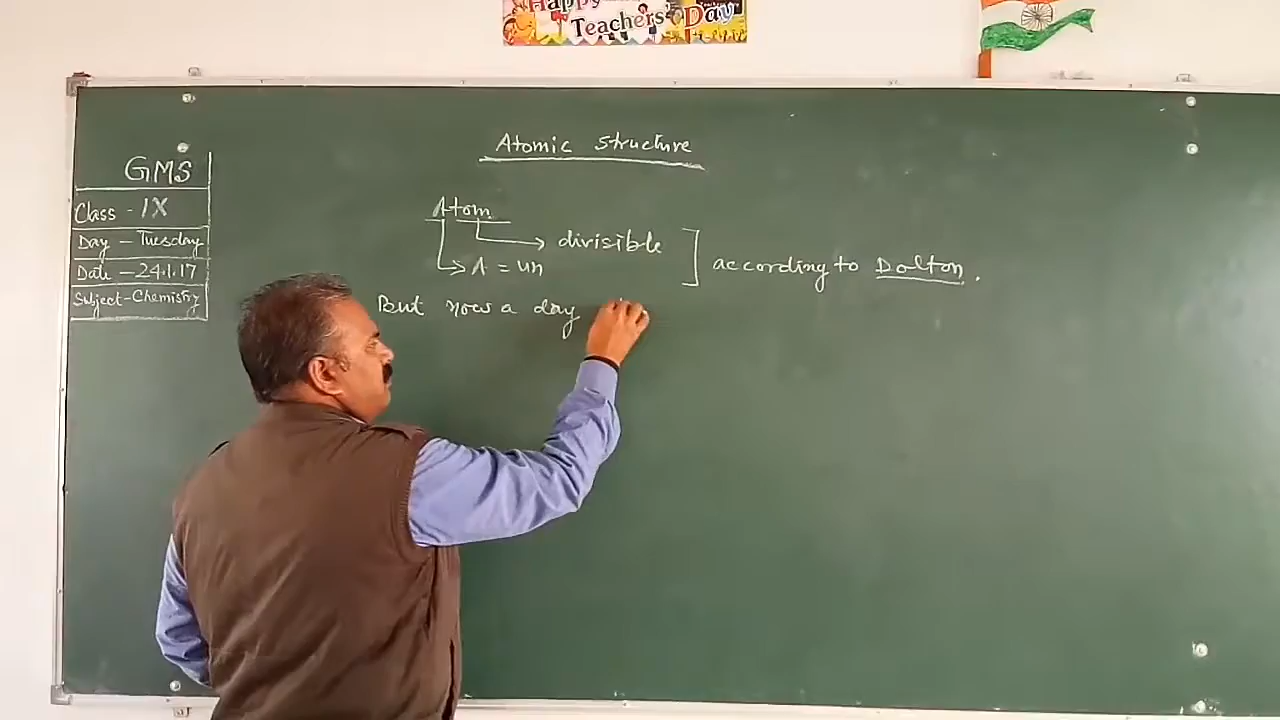 Happy
Teachers' Day
Atomic Structure
GMS
Class - IX
Day - Tuesday
Date - 24.1.17
Subject - Chemistry
Atom
divisible
A = un
according to Dalton.
But now a day